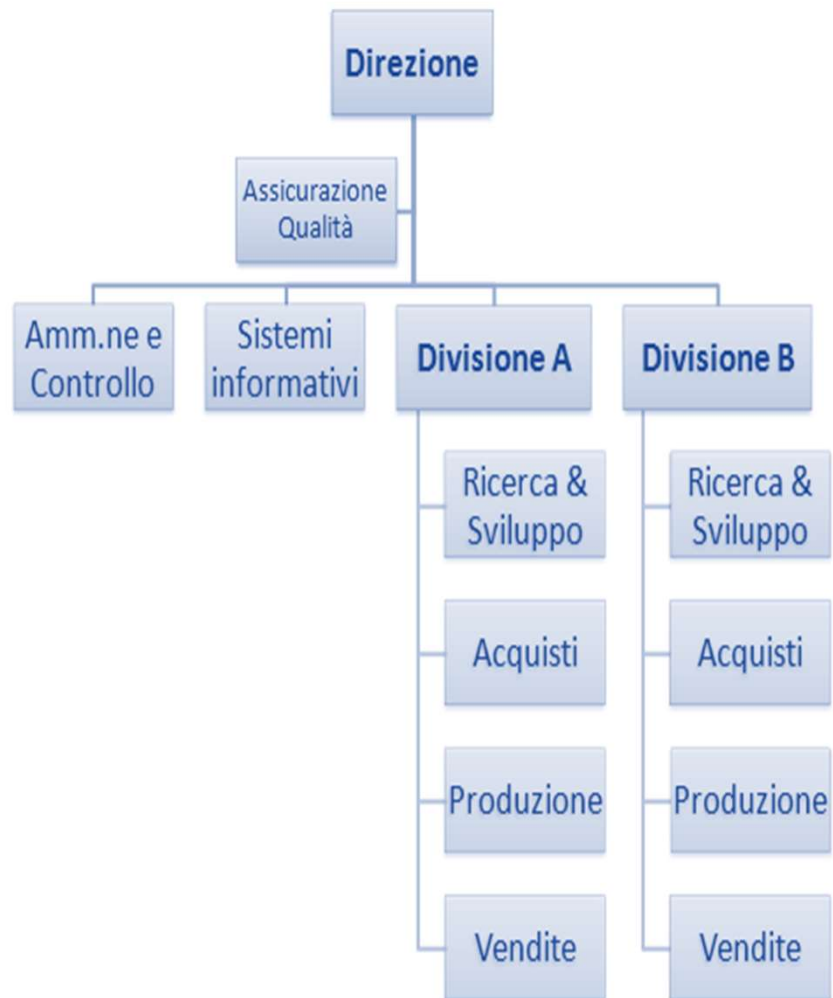 Direzione
Assicurazione
Qualità
Amm.ne e
Controllo
Sistemi
informativi
Divisione A
Divisione B
Ricerca &
Sviluppo
Ricerca &
Sviluppo
Acquisti
Acquisti
Produzione
Produzione
Vendite
Vendite